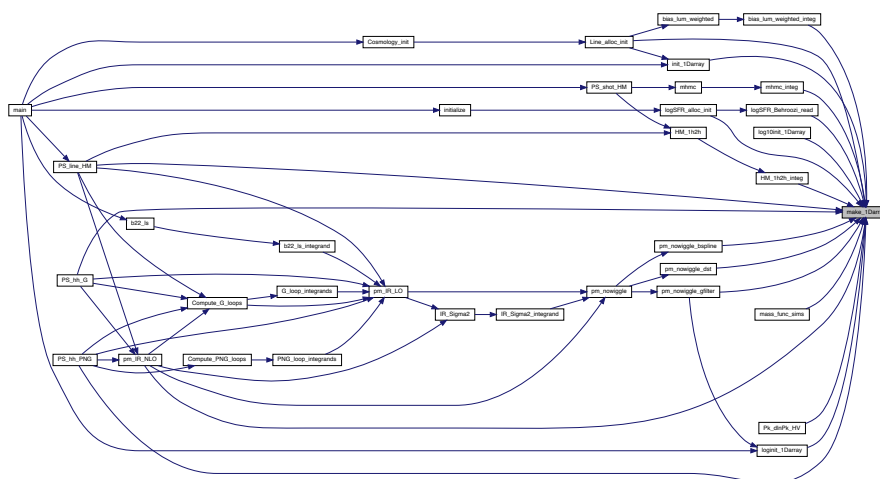 bias_lum_weighted
bias_lum_weighted_integ
Cosmology_init
Line_alloc_init
init_1Darray
PS_shot_HM
mhmc
mhmc_integ
main
initialize
logSFR_alloc_init
logSFR_Behroozi_read
HM_1h2h
log10init_1Darray
PS_line_HM
HM_1h2h_integ
make_1Darr
b22_ls
b22_ls_integrand
pm_nowiggle_bspline
pm_nowiggle_dst
PS_hh_G
G_loop_integrands
pm_IR_LO
pm_nowiggle
pm_nowiggle_gfilter
Compute_G_loops
IR_Sigma2
IR_Sigma2_integrand
mass_func_sims
PS_hh_PNG
pm_IR_NLO
Compute_PNG_loops
PNG_loop_integrands
Pk_dlnPk_HV
loginit_1Darray